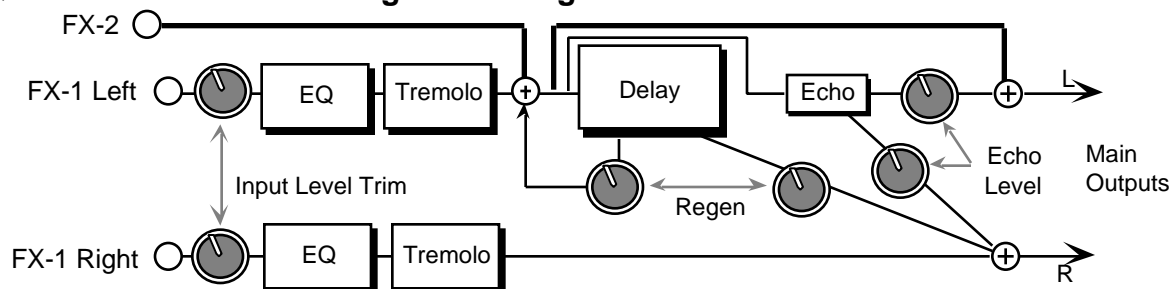 FX-2
FX-1 Left
EQ
Tremolo
Delay
Echo
L
Input Level Trim
Regen
Echo
Level
Main
Outputs
FX-1 Right
EQ
Tremolo
R